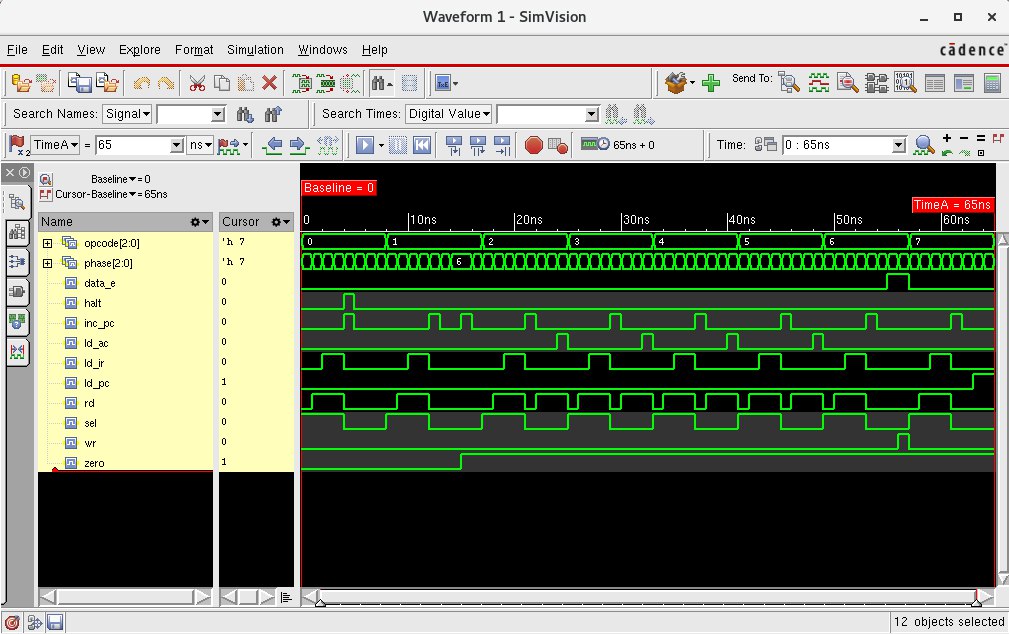 Waveform 1 - SimVision
File Edit View Explore Format Simulation Windows Help cādence
Send To:
Search Names: Signal Search Times: Digital Value
x2 TimeA = 65 ns 65ns + 0 Time: 0 : 65ns
Baseline = 0
Cursor-Baseline = 65ns
Baseline = 0
TimeA = 65ns
Name Cursor 0 10ns 20ns 30ns 40ns 50ns 60ns
opcode[2:0] 'h 7 0 1 2 3 4 5 6 7
phase[2:0] 'h 7 6
data_e 0
halt 0
inc_pc 0
ld_ac 0
ld_ir 0
ld_pc 1
rd 0
sel 0
wr 0
zero 1
12 objects selected